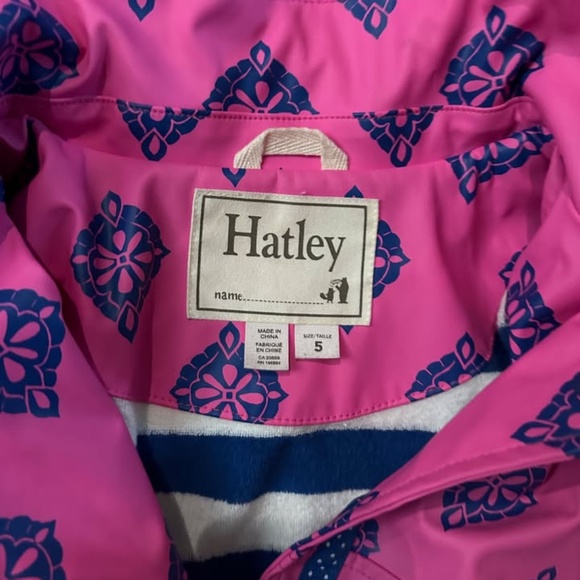 Hatley
name
MADE IN
CHINA
FABRIQUÉ
EN CHINE
SIZE/TAILLE
5